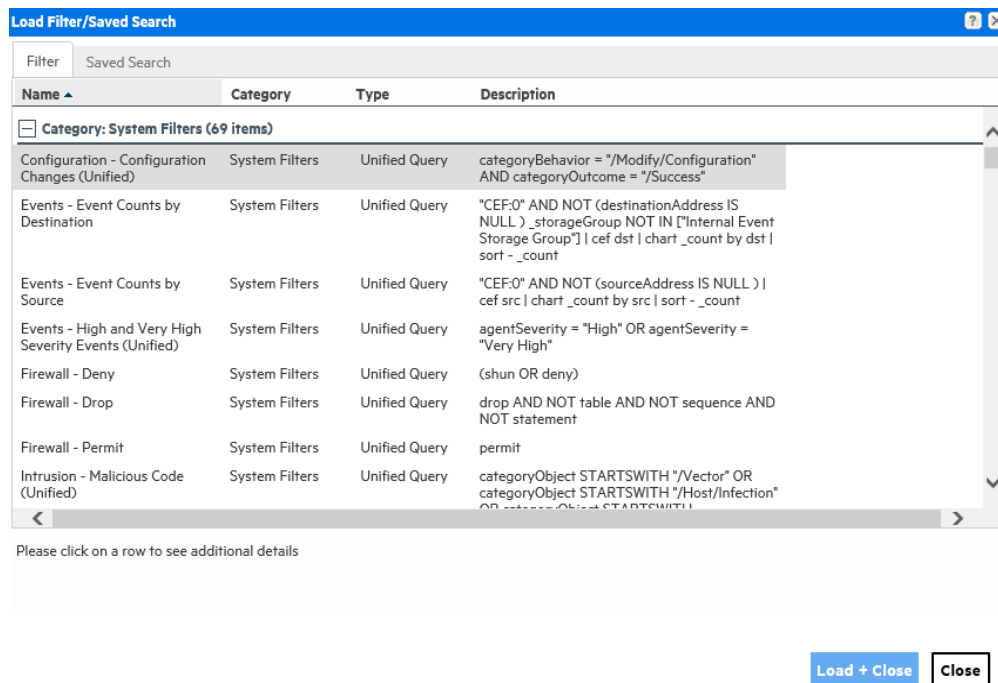 Load Filter/Saved Search
Filter Saved Search
Name Category Type Description
Category: System Filters (69 items)
Configuration - Configuration System Filters Unified Query categoryBehavior = "/Modify/Configuration"
Changes (Unified) AND categoryOutcome = "/Success"
Events - Event Counts by System Filters Unified Query "CEF:0" AND NOT (destinationAddress IS
Destination NULL ) _storageGroup NOT IN ["Internal Event
Storage Group"] | cef dst | chart _count by dst |
sort - _count
Events - Event Counts by System Filters Unified Query "CEF:0" AND NOT (sourceAddress IS NULL ) |
Source cef src | chart _count by src | sort - _count
Events - High and Very High System Filters Unified Query agentSeverity = "High" OR agentSeverity =
Severity Events (Unified) "Very High"
Firewall - Deny System Filters Unified Query (shun OR deny)
Firewall - Drop System Filters Unified Query drop AND NOT table AND NOT sequence AND
NOT statement
Firewall - Permit System Filters Unified Query permit
Intrusion - Malicious Code System Filters Unified Query categoryObject STARTSWITH "/Vector" OR
(Unified) categoryObject STARTSWITH "/Host/Infection"
OR categoryObject STARTSWITH
Please click on a row to see additional details
Load + Close Close